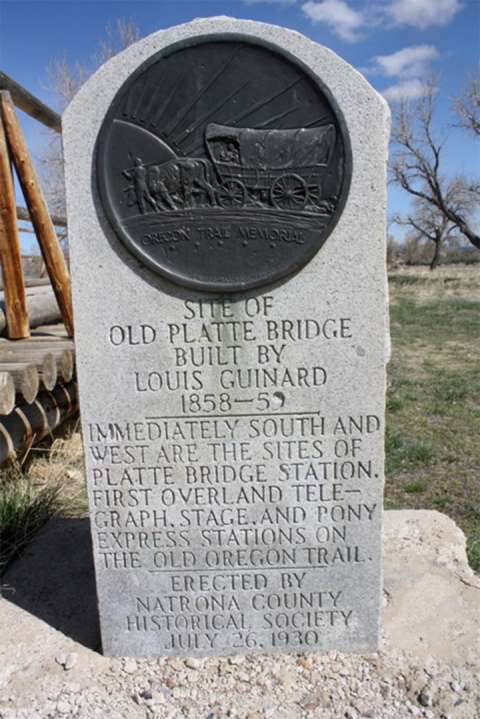 OREGON TRAIL MEMORIAL
SITE OF
OLD PLATTE BRIDGE
BUILT BY
LOUIS GUINARD
1858-59
IMMEDIATELY SOUTH AND
WEST ARE THE SITES OF
PLATTE BRIDGE STATION.
FIRST OVERLAND TELE-
GRAPH, STAGE, AND PONY
EXPRESS STATIONS ON
THE OLD OREGON TRAIL.
ERECTED BY
NATRONA COUNTY
HISTORICAL SOCIETY
JULY 26, 1930